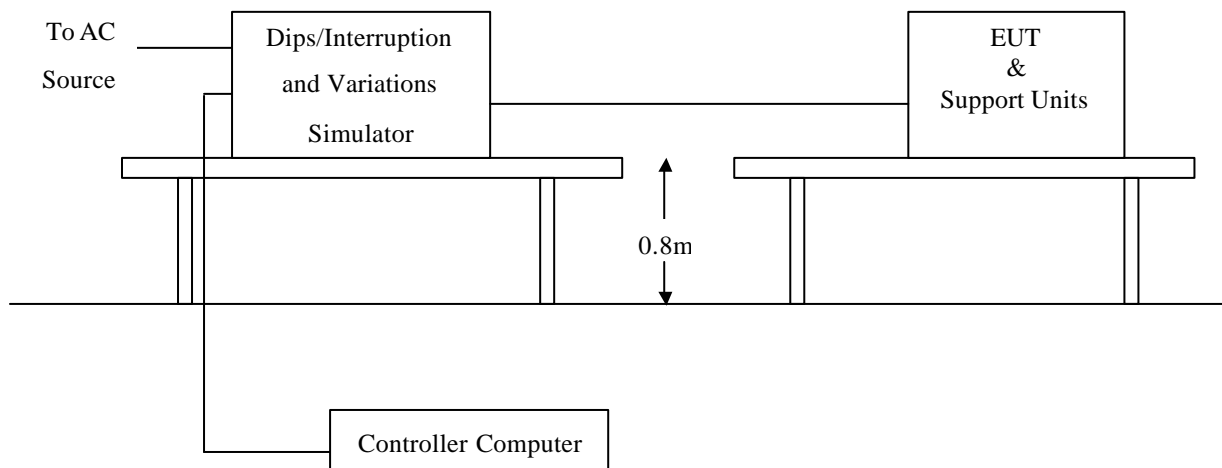 To AC
Source
Dips/Interruption
and Variations
Simulator
EUT
&
Support Units
0.8m
Controller Computer